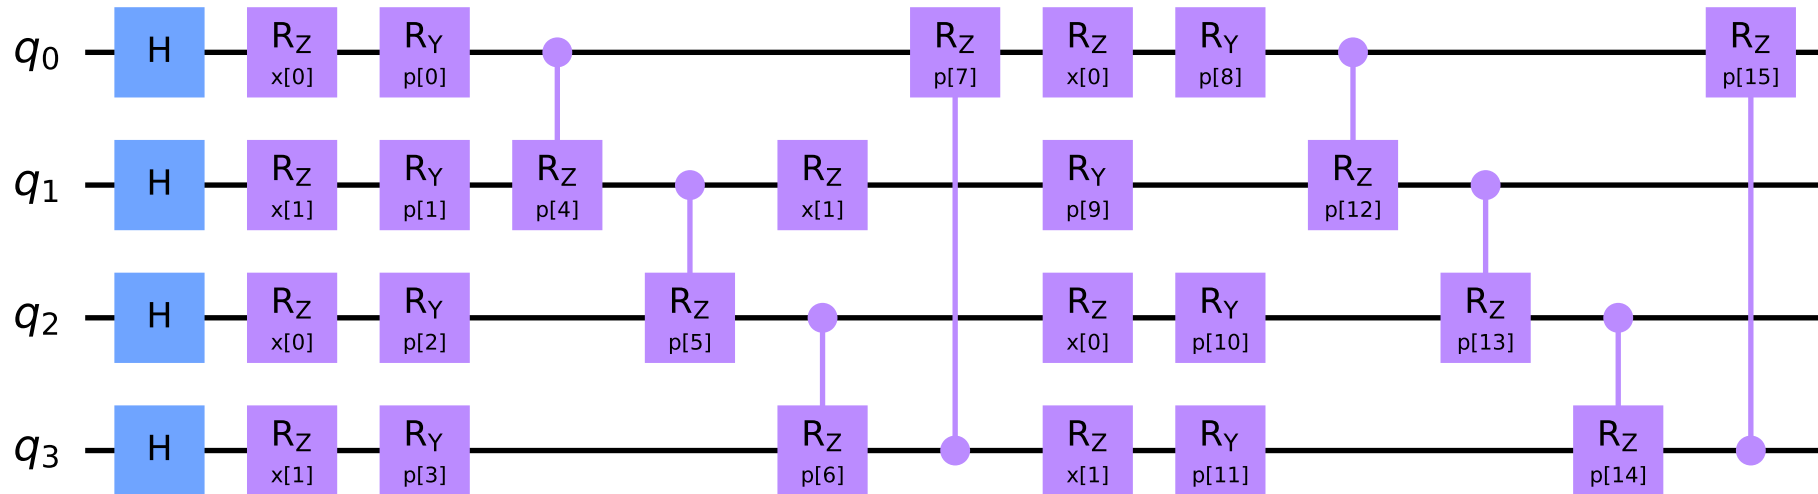 q0 H RZ x[0] RY p[0] RZ p[7] RZ x[0] RY p[8] RZ p[15]
q1 H RZ x[1] RY p[1] RZ p[4] RZ x[1] RY p[9] RZ p[12]
q2 H RZ x[0] RY p[2] RZ p[5] RZ x[0] RY p[10] RZ p[13]
q3 H RZ x[1] RY p[3] RZ p[6] RZ x[1] RY p[11] RZ p[14]